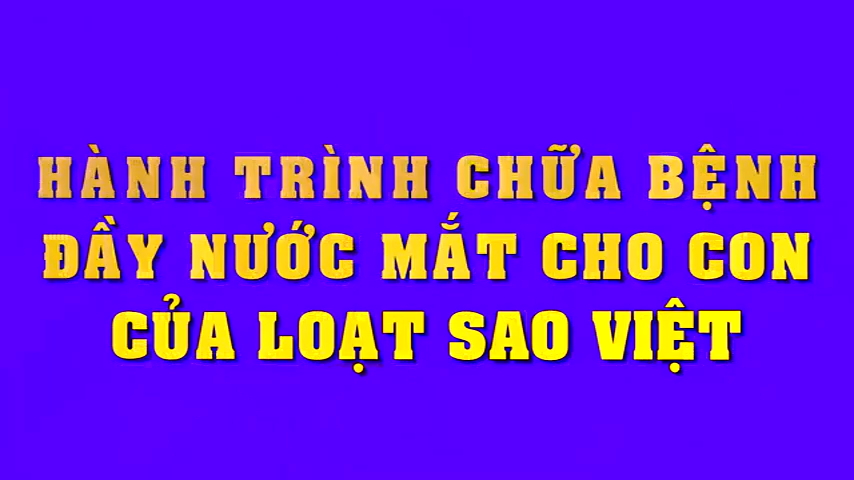 HÀNH TRÌNH CHỮA BỆNH
ĐẦY NƯỚC MẮT CHO CON
CỦA LOẠT SAO VIỆT